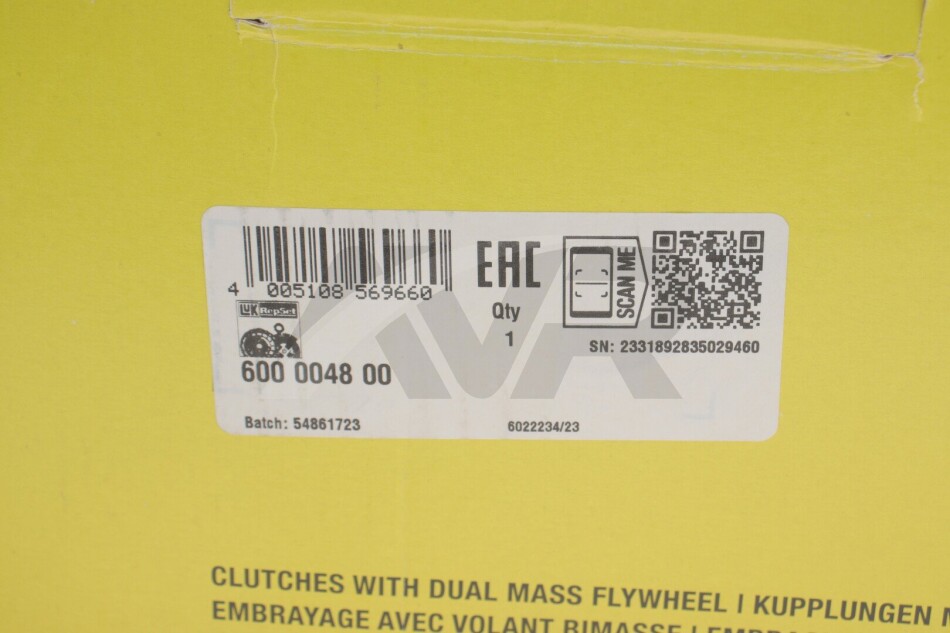 4 005108 569660
EAC
SCAN ME
Qty
1
SN: 2331892835029460
LuK
600 0048 00
Batch: 54861723
6022234/23
CLUTCHES WITH DUAL MASS FLYWHEEL | KUPPLUNGEN
EMBRAYAGE AVEC VOLANT BIMASSE |